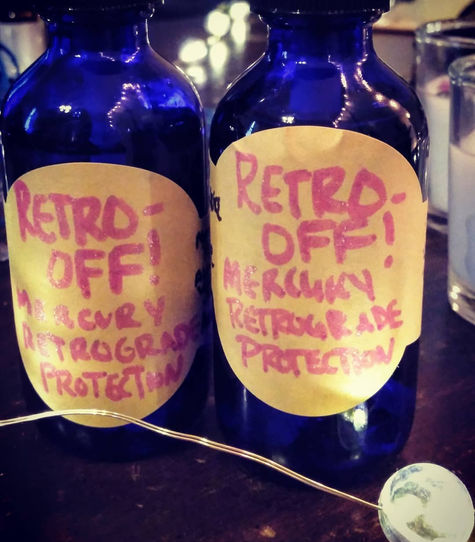 RETRO-
OFF!
MERCURY
RETROGRADE
PROTECTION
RETRO-
OFF!
MERCURY
RETROGRADE
PROTECTION